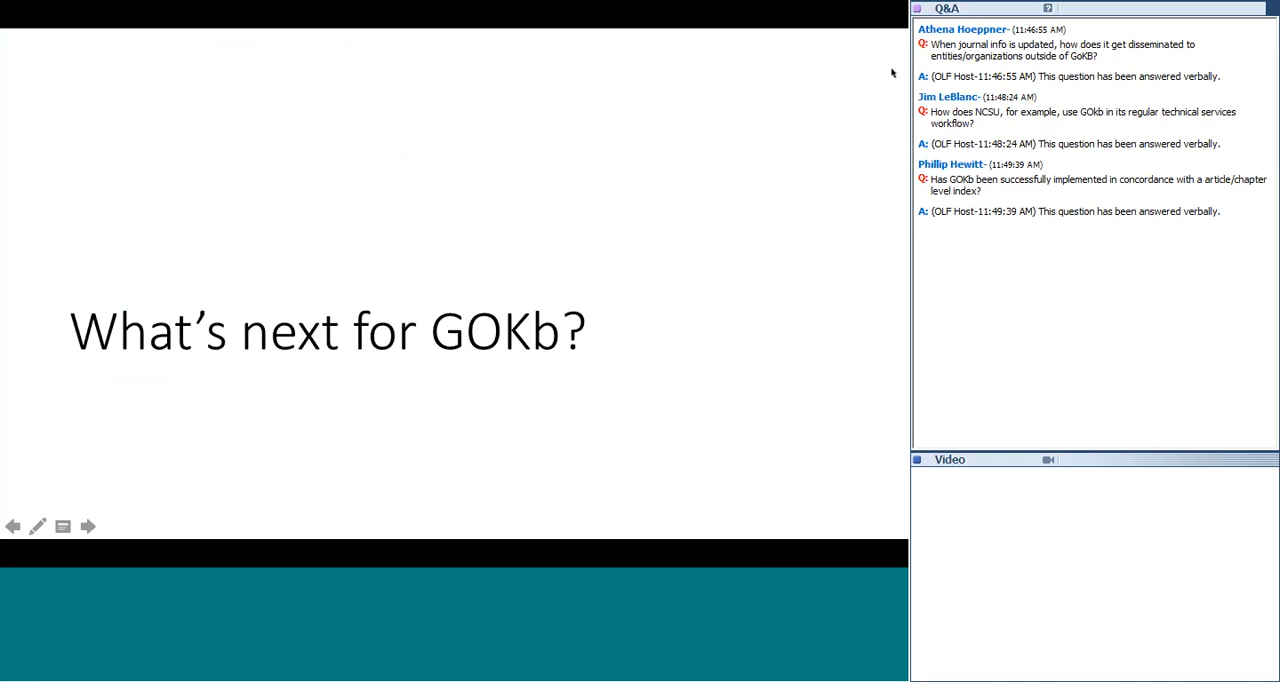 What's next for GOKb?
Q&A
Athena Hoeppner- (11:46:55 AM)
Q: When journal info is updated, how does it get disseminated to
entities/organizations outside of GoKB?
A: (OLF Host-11:46:55 AM) This question has been answered verbally.
Jim LeBlanc- (11:48:24 AM)
Q: How does NCSU, for example, use GOkb in its regular technical services
workflow?
A: (OLF Host-11:48:24 AM) This question has been answered verbally.
Phillip Hewitt- (11:49:39 AM)
Q: Has GOKb been successfully implemented in concordance with a article/chapter
level index?
A: (OLF Host-11:49:39 AM) This question has been answered verbally.
Video